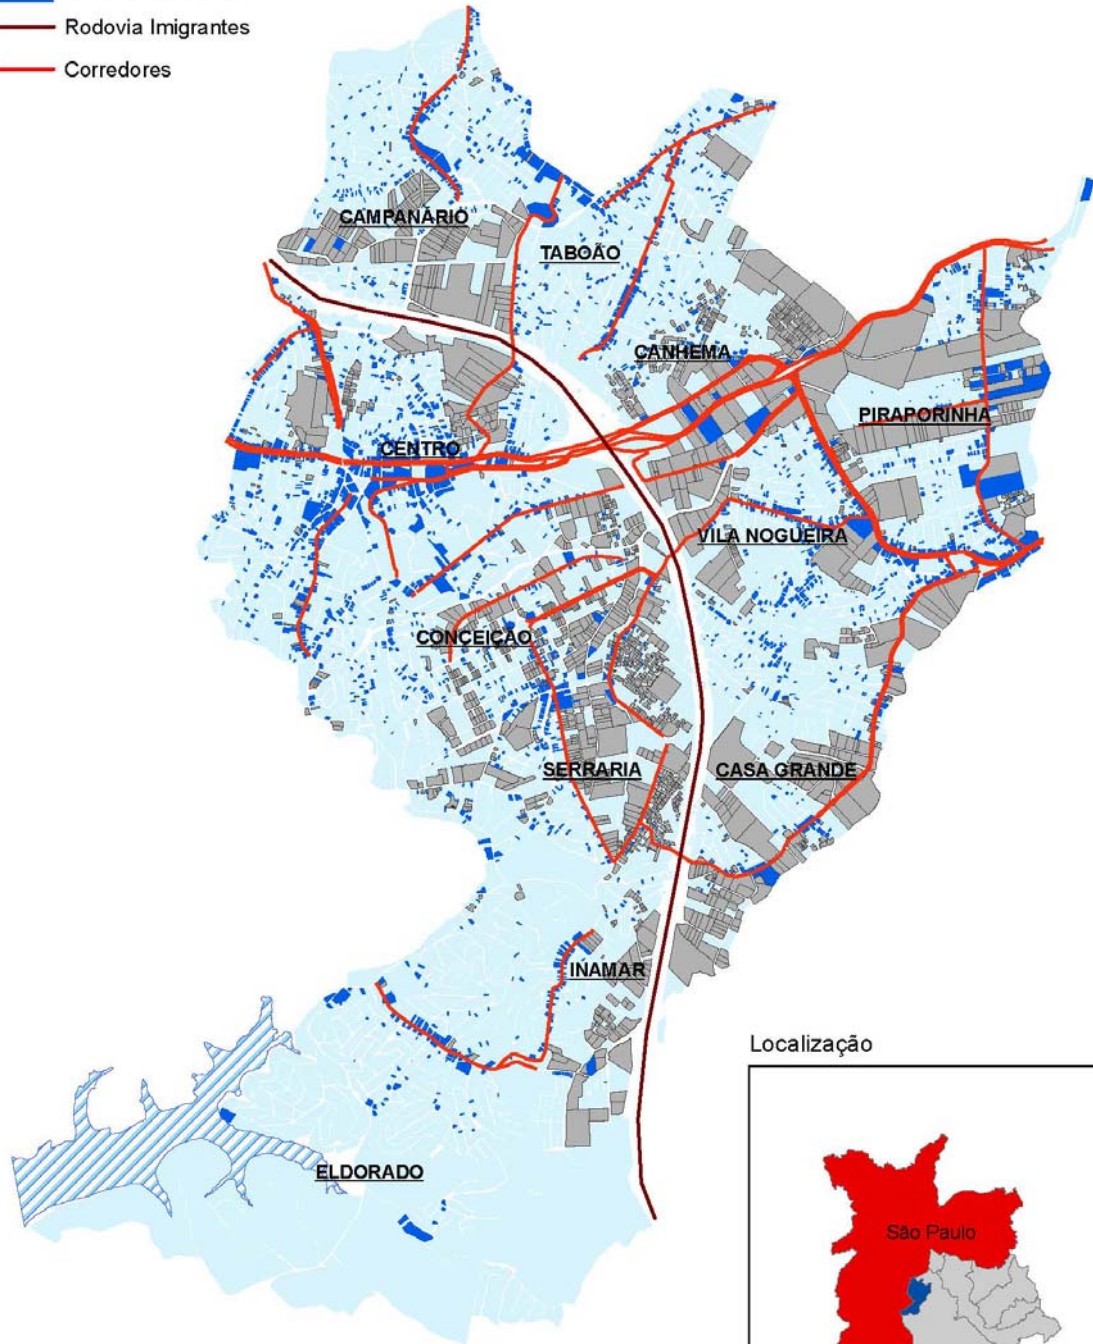 Rodovia Imigrantes
Corredores
CAMPANÁRIO
TABOÃO
CANHEMA
PIRAPORINHA
CENTRO
VILA NOGUEIRA
CONCEIÇÃO
SERRARIA
CASA GRANDE
INAMAR
Localização
ELDORADO
São Paulo